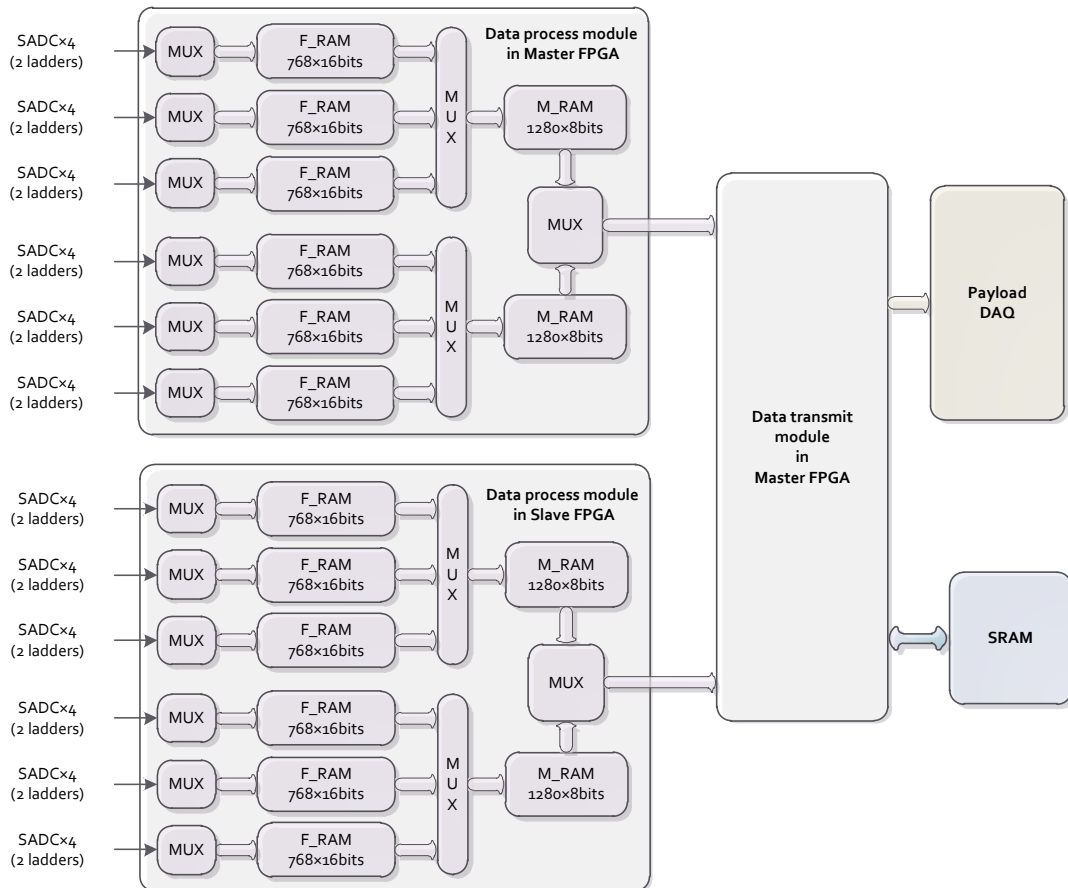 SADC×4
(2 ladders)
MUX
F_RAM
768×16bits
SADC×4
(2 ladders)
MUX
F_RAM
768×16bits
SADC×4
(2 ladders)
MUX
F_RAM
768×16bits
M
U
X
Data process module
in Master FPGA
M_RAM
1280×8bits
MUX
SADC×4
(2 ladders)
MUX
F_RAM
768×16bits
SADC×4
(2 ladders)
MUX
F_RAM
768×16bits
SADC×4
(2 ladders)
MUX
F_RAM
768×16bits
M
U
X
M_RAM
1280×8bits
SADC×4
(2 ladders)
MUX
F_RAM
768×16bits
SADC×4
(2 ladders)
MUX
F_RAM
768×16bits
SADC×4
(2 ladders)
MUX
F_RAM
768×16bits
M
U
X
Data process module
in Slave FPGA
M_RAM
1280×8bits
MUX
SADC×4
(2 ladders)
MUX
F_RAM
768×16bits
SADC×4
(2 ladders)
MUX
F_RAM
768×16bits
SADC×4
(2 ladders)
MUX
F_RAM
768×16bits
M
U
X
M_RAM
1280×8bits
Data transmit
module
in
Master FPGA
Payload
DAQ
SRAM